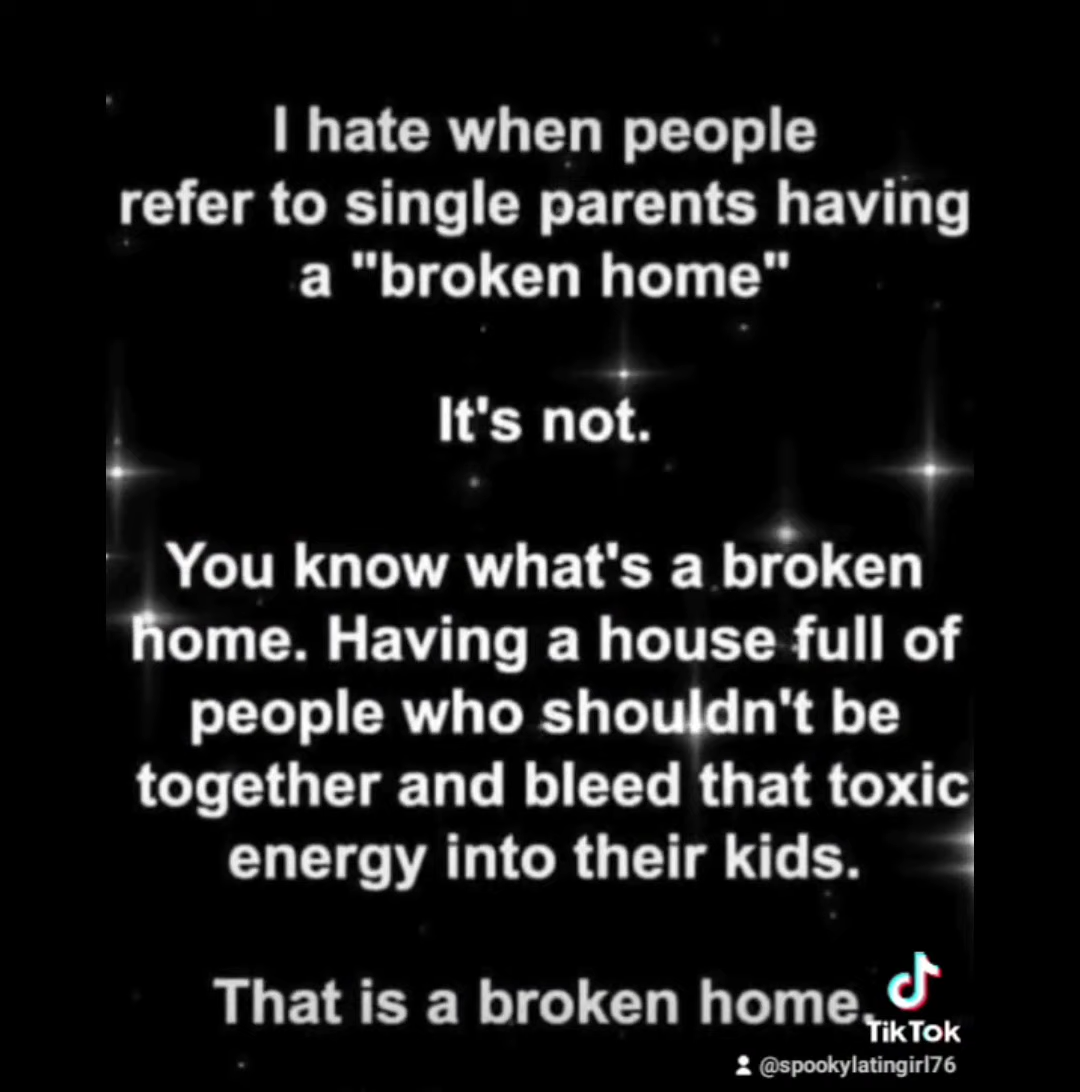 I hate when people
refer to single parents having
a "broken home"
It's not.
You know what's a broken
home. Having a house full of
people who shouldn't be
together and bleed that toxic
energy into their kids.
That is a broken home.
TikTok
@spookylatingirl76